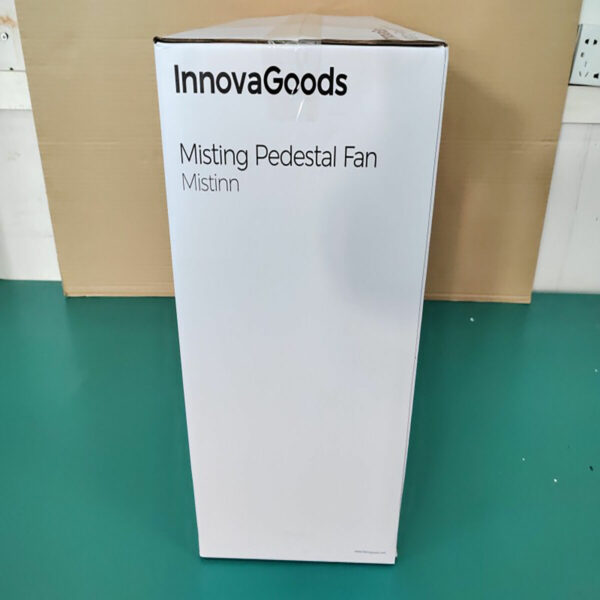 InnovaGoods
Misting Pedestal Fan
Mistinn